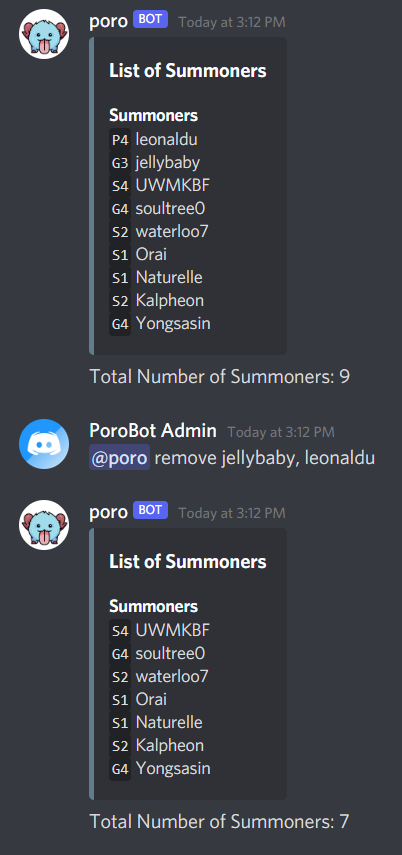 poro BOT Today at 3:12 PM
List of Summoners
Summoners
P4 leonaldu
G3 jellybaby
S4 UWMKBF
G4 soultree0
S2 waterloo7
S1 Orai
S1 Naturelle
S2 Kalpheon
G4 Yongsasin
Total Number of Summoners: 9
PoroBot Admin Today at 3:12 PM
@poro remove jellybaby, leonaldu
poro BOT Today at 3:12 PM
List of Summoners
Summoners
S4 UWMKBF
G4 soultree0
S2 waterloo7
S1 Orai
S1 Naturelle
S2 Kalpheon
G4 Yongsasin
Total Number of Summoners: 7